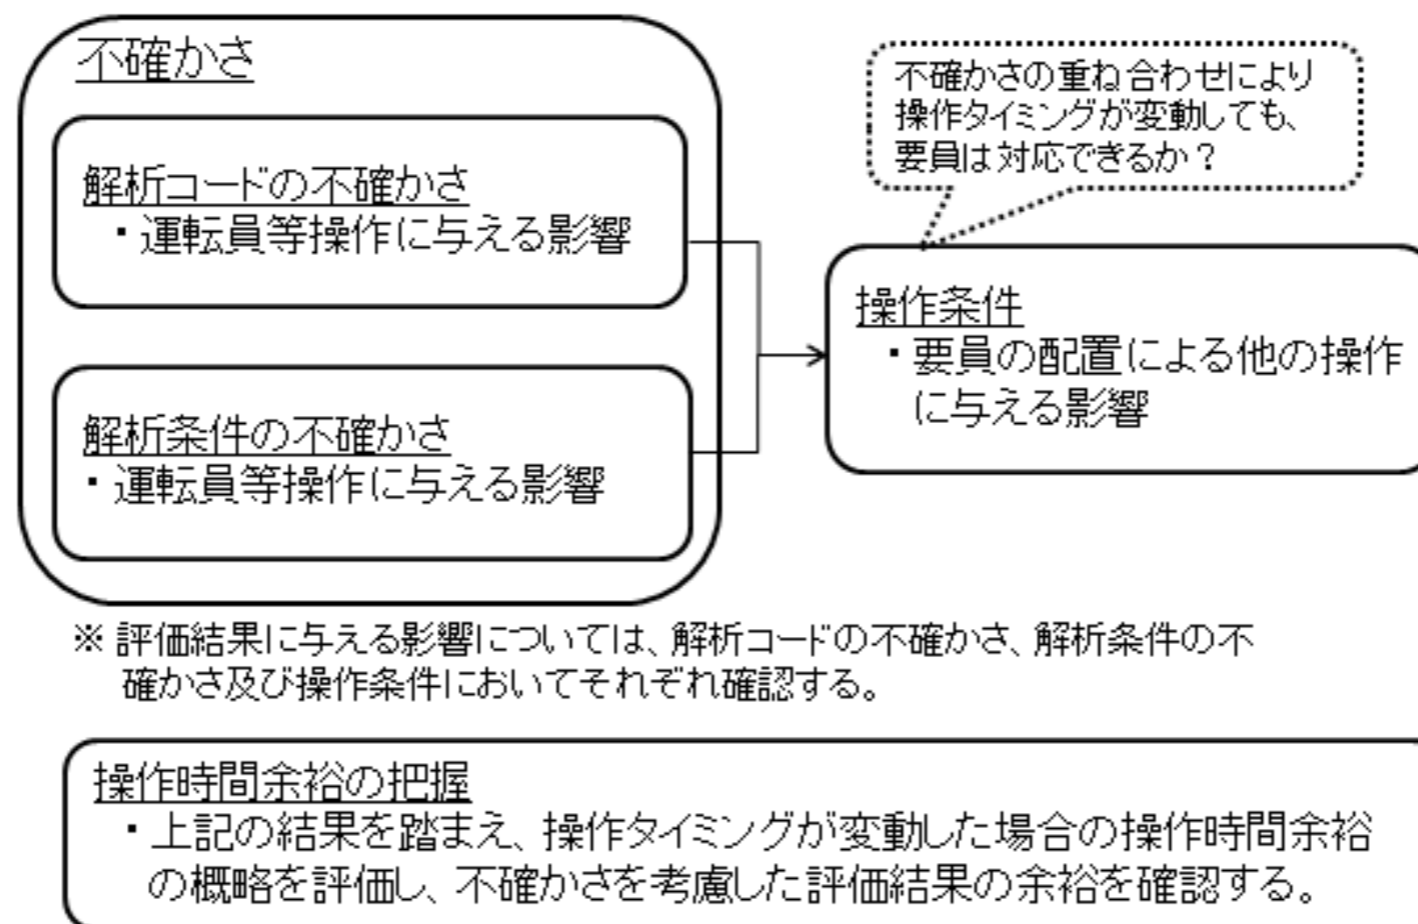 不確かさ
解析コードの不確かさ
・運転員等操作に与える影響
解析条件の不確かさ
・運転員等操作に与える影響
不確かさの重ね合わせにより
操作タイミングが変動しても、
要員は対応できるか?
操作条件
・要員の配置による他の操作
に与える影響
※ 評価結果に与える影響については、解析コードの不確かさ、解析条件の不
確かさ及び操作条件においてそれぞれ確認する。
操作時間余裕の把握
・上記の結果を踏まえ、操作タイミングが変動した場合の操作時間余裕
の概略を評価し、不確かさを考慮した評価結果の余裕を確認する。